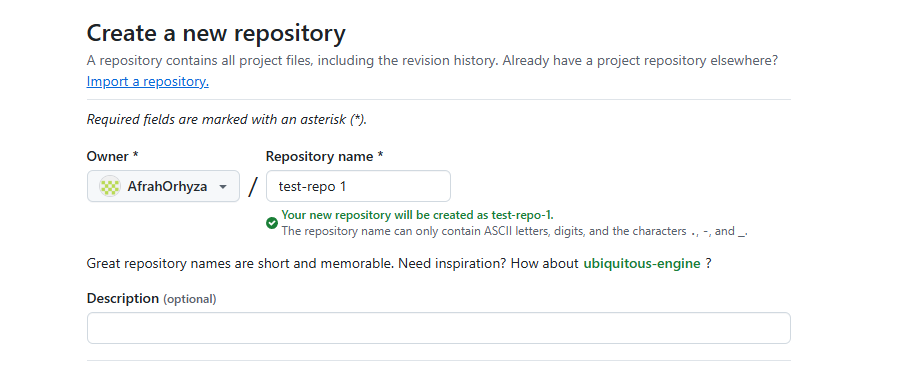 Create a new repository
A repository contains all project files, including the revision history. Already have a project repository elsewhere?
Import a repository.
Required fields are marked with an asterisk (*).
Owner *
Repository name *
AfrahOrhyza
/
test-repo 1
Your new repository will be created as test-repo-1.
The repository name can only contain ASCII letters, digits, and the characters ., -, and _.
Great repository names are short and memorable. Need inspiration? How about ubiquitous-engine ?
Description (optional)